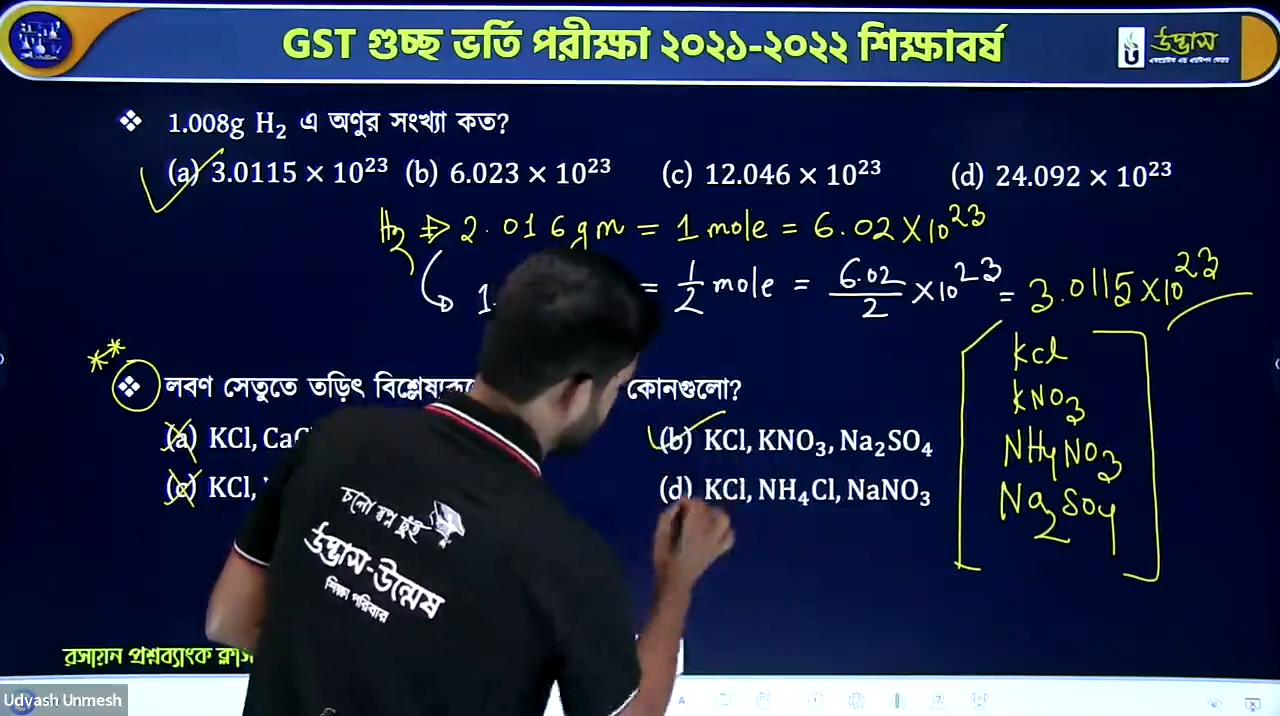 GST গুচ্ছ ভর্তি পরীক্ষা ২০২১-২০২২ শিক্ষাবর্ষ
উদ্ভাস
❖ 1.008g H₂ এ অণুর সংখ্যা কত?
(a) 3.0115 × 10²³ (b) 6.023 × 10²³ (c) 12.046 × 10²³ (d) 24.092 × 10²³
H₂ ⇒ 2.016 gm = 1 mole = 6.02 × 10²³
1. = 1/2 mole = 6.02/2 × 10²³ = 3.0115 × 10²³
KCl
❖ লবণ সেতুতে তড়িৎ কোনগুলো?
KNO₃
(a) KCl, (b) KCl, KNO₃, Na₂SO₄
NH₄NO₃
(c) KCl, (d) KCl, NH₄Cl, NaNO₃
Na₂SO₄
চলো স্বপ্ন ছুঁই
উদ্ভাস-উন্মেষ
শিক্ষা পরিবার
রসায়ন প্রশ্নব্যাংক ক্লাস
Udvash Unmesh